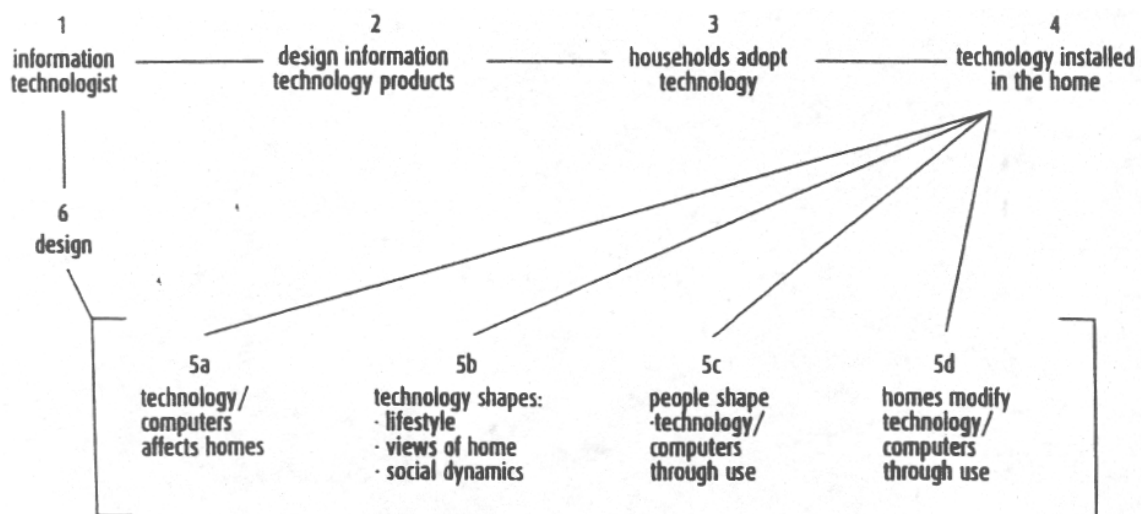 1
information
technologist
2
design information
technology products
3
households adopt
technology
4
technology installed
in the home
6
design
5a
technology/
computers
affects homes
5b
technology shapes:
· lifestyle
· views of home
· social dynamics
5c
people shape
·technology/
computers
through use
5d
homes modify
technology/
computers
through use